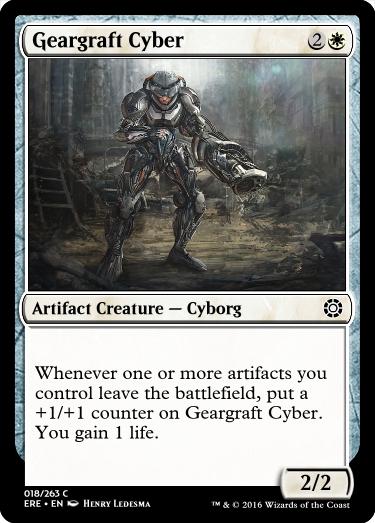 Geargraft Cyber 2
Artifact Creature — Cyborg
Whenever one or more artifacts you
control leave the battlefield, put a
+1/+1 counter on Geargraft Cyber.
You gain 1 life.
2/2
018/263 C
ERE • EN Henry Ledesma
™ & © 2016 Wizards of the Coast